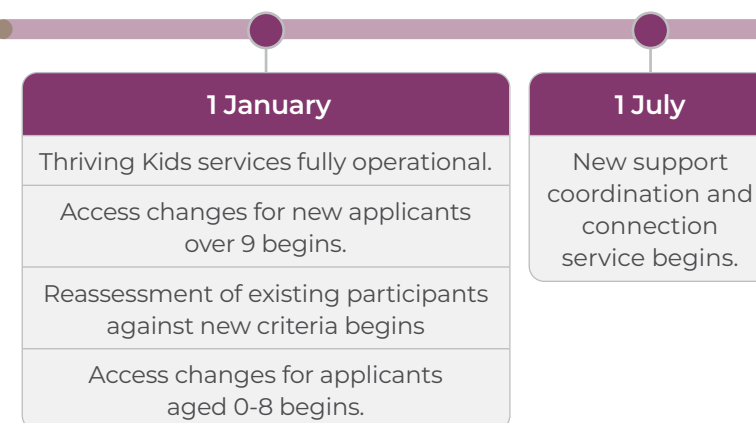 1 January
Thriving Kids services fully operational.
Access changes for new applicants
over 9 begins.
Reassessment of existing participants
against new criteria begins
Access changes for applicants
aged 0-8 begins.
1 July
New support
coordination and
connection
service begins.